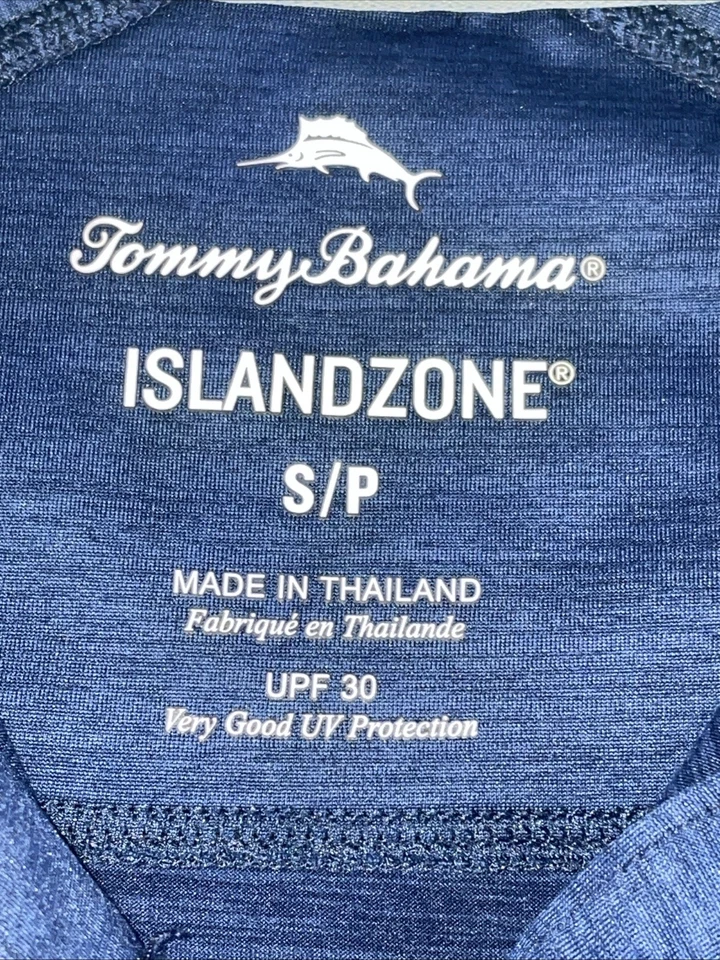 Tommy Bahama®
ISLANDZONE®
S/P
MADE IN THAILAND
Fabriqué en Thailande
UPF 30
Very Good UV Protection